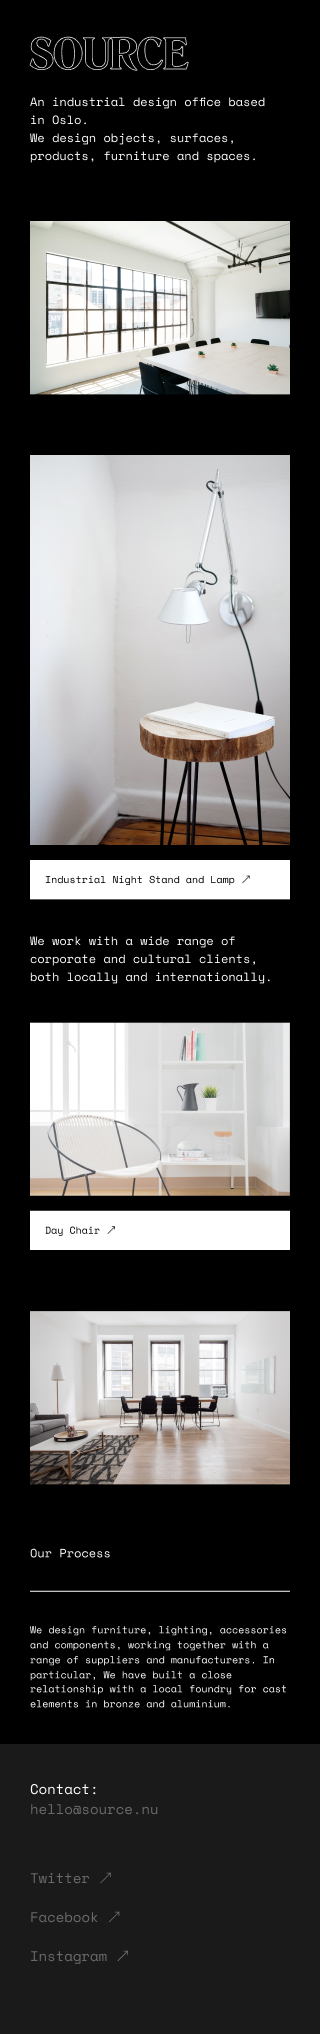 SOURCE
An industrial design office based
in Oslo.
We design objects, surfaces,
products, furniture and spaces.
Industrial Night Stand and Lamp ↗
We work with a wide range of
corporate and cultural clients,
both locally and internationally.
Day Chair ↗
Our Process
We design furniture, lighting, accessories
and components, working together with a
range of suppliers and manufacturers. In
particular, We have built a close
relationship with a local foundry for cast
elements in bronze and aluminium.
Contact:
hello@source.nu
Twitter ↗
Facebook ↗
Instagram ↗